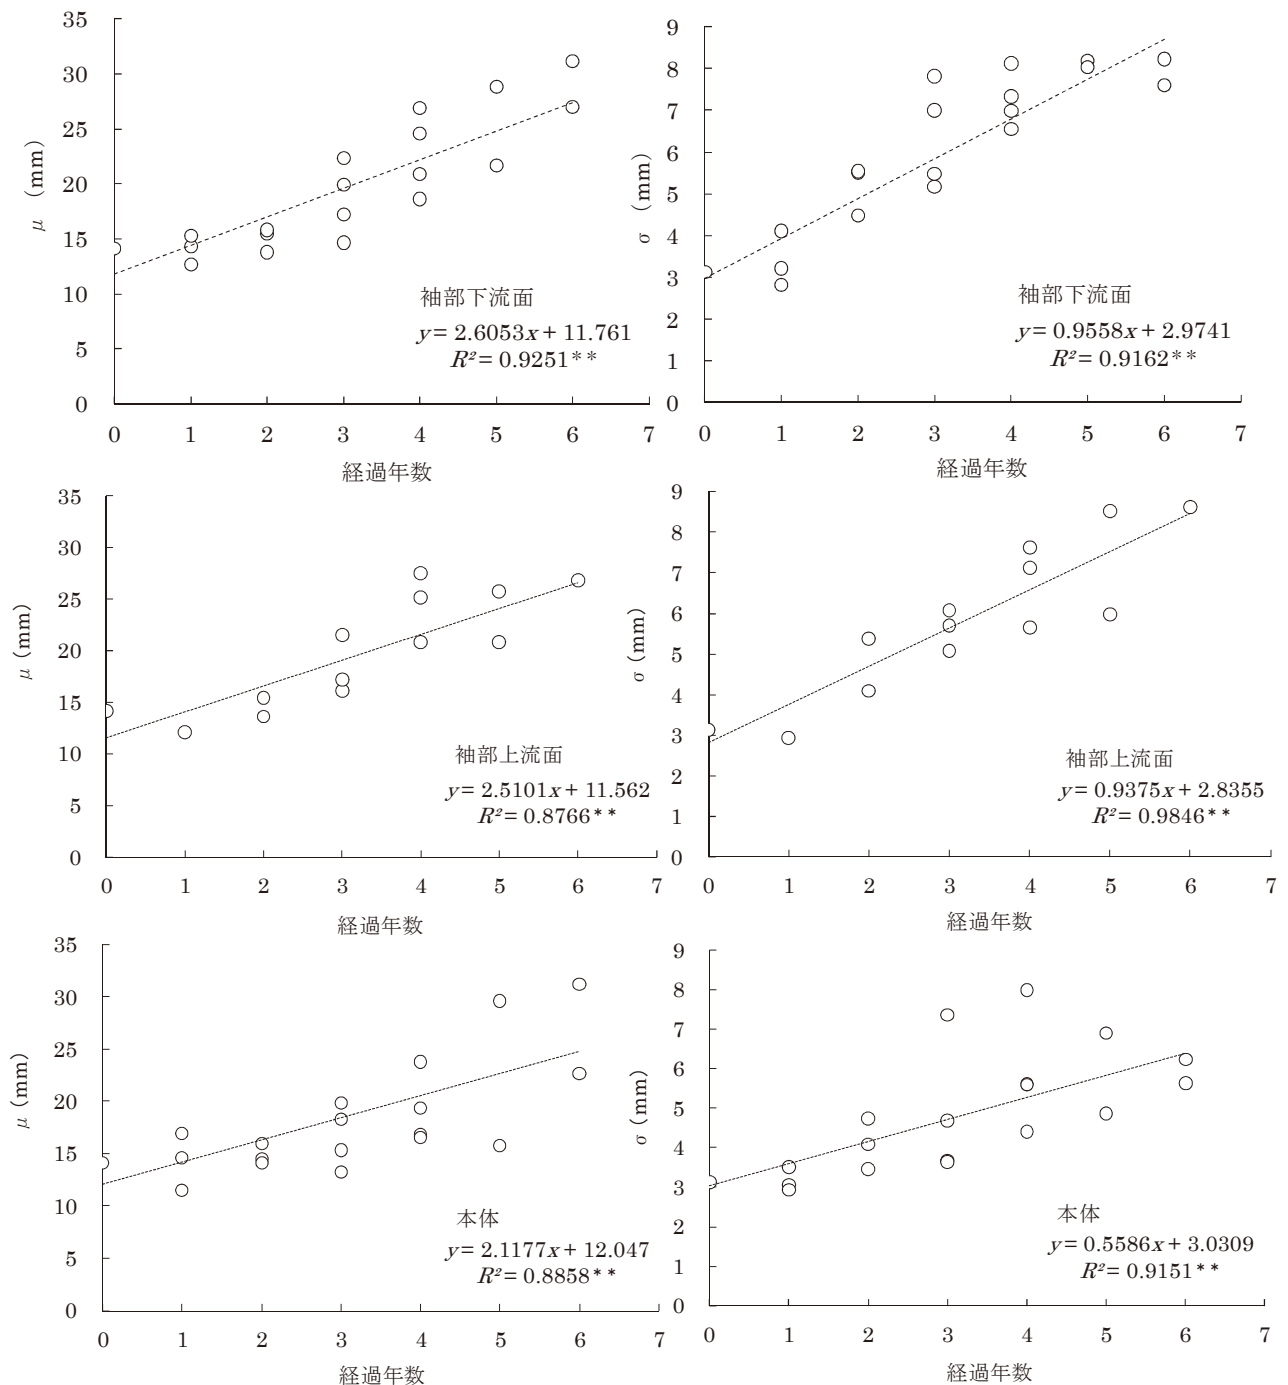 35
30
25
20
15
10
5
0
μ (mm)
袖部下流面
y = 2.6053x + 11.761
R² = 0.9251**
0 1 2 3 4 5 6 7
経過年数
9
8
7
6
5
4
3
2
1
0
σ (mm)
袖部下流面
y = 0.9558x + 2.9741
R² = 0.9162**
0 1 2 3 4 5 6 7
経過年数
35
30
25
20
15
10
5
0
μ (mm)
袖部上流面
y = 2.5101x + 11.562
R² = 0.8766**
0 1 2 3 4 5 6 7
経過年数
9
8
7
6
5
4
3
2
1
0
σ (mm)
袖部上流面
y = 0.9375x + 2.8355
R² = 0.9846**
0 1 2 3 4 5 6 7
経過年数
35
30
25
20
15
10
5
0
μ (mm)
本体
y = 2.1177x + 12.047
R² = 0.8858**
0 1 2 3 4 5 6 7
経過年数
9
8
7
6
5
4
3
2
1
0
σ (mm)
本体
y = 0.5586x + 3.0309
R² = 0.9151**
0 1 2 3 4 5 6 7
経過年数